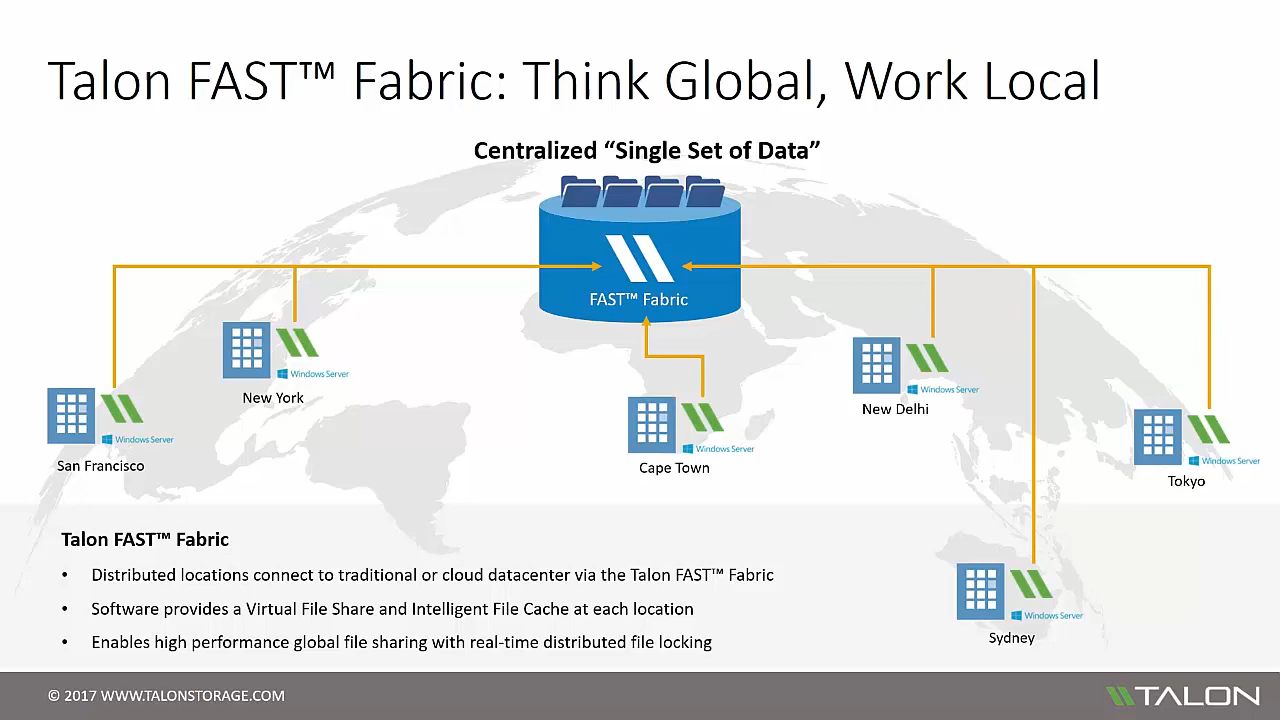 Talon FAST™ Fabric: Think Global, Work Local
Centralized “Single Set of Data”
FAST™ Fabric
Windows Server
New York
Windows Server
San Francisco
Windows Server
Cape Town
Windows Server
New Delhi
Windows Server
Tokyo
Windows Server
Sydney
Talon FAST™ Fabric
• Distributed locations connect to traditional or cloud datacenter via the Talon FAST™ Fabric
• Software provides a Virtual File Share and Intelligent File Cache at each location
• Enables high performance global file sharing with real-time distributed file locking
© 2017 WWW.TALONSTORAGE.COM
TALON